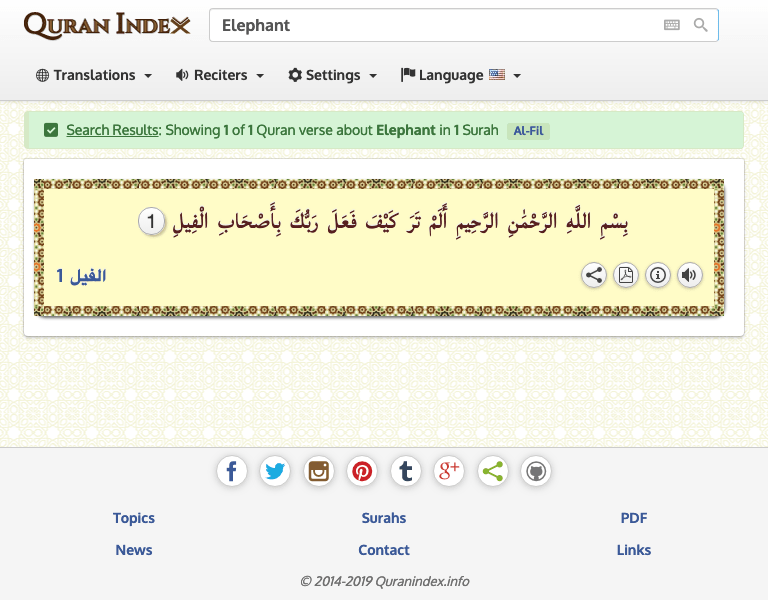 QURAN INDEX
Elephant
Translations
Reciters
Settings
Language
Search Results: Showing 1 of 1 Quran verse about Elephant in 1 Surah Al-Fil
بِسْمِ اللَّهِ الرَّحْمَٰنِ الرَّحِيمِ أَلَمْ تَرَ كَيْفَ فَعَلَ رَبُّكَ بِأَصْحَابِ الْفِيلِ 1
الفيل 1
Topics Surahs PDF
News Contact Links
© 2014-2019 Quranindex.info